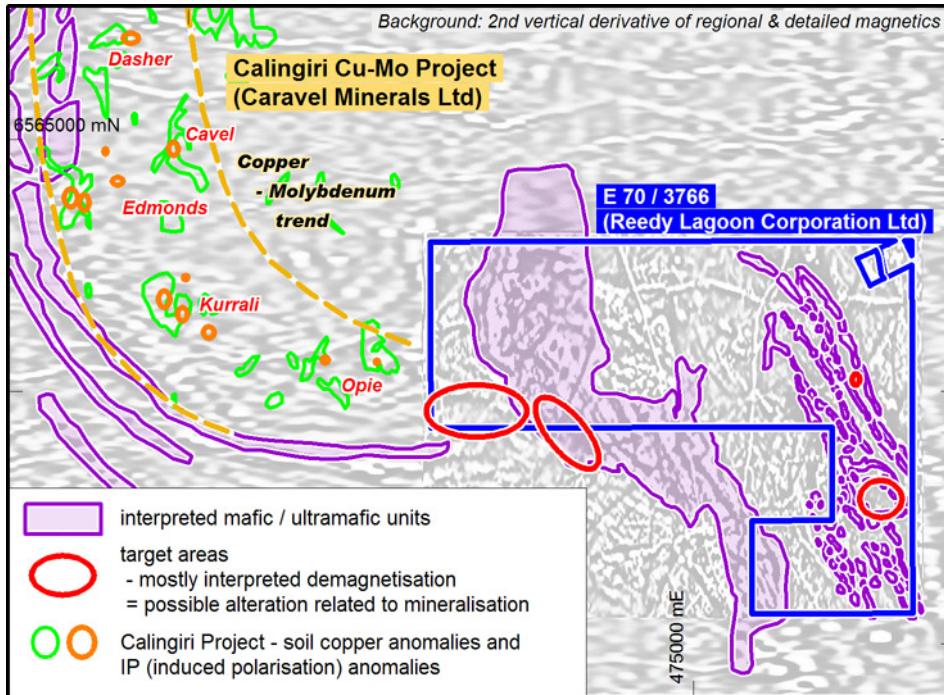 Background: 2nd vertical derivative of regional & detailed magnetics
Dasher
Calingiri Cu-Mo Project
(Caravel Minerals Ltd)
6565000 mN
Cavel
Copper
- Molybdenum
trend
Edmonds
E 70 / 3766
(Reedy Lagoon Corporation Ltd)
Kurrali
Opie
interpreted mafic / ultramafic units
target areas
- mostly interpreted demagnetisation
= possible alteration related to mineralisation
Calingiri Project - soil copper anomalies and
IP (induced polarisation) anomalies
475000 mE